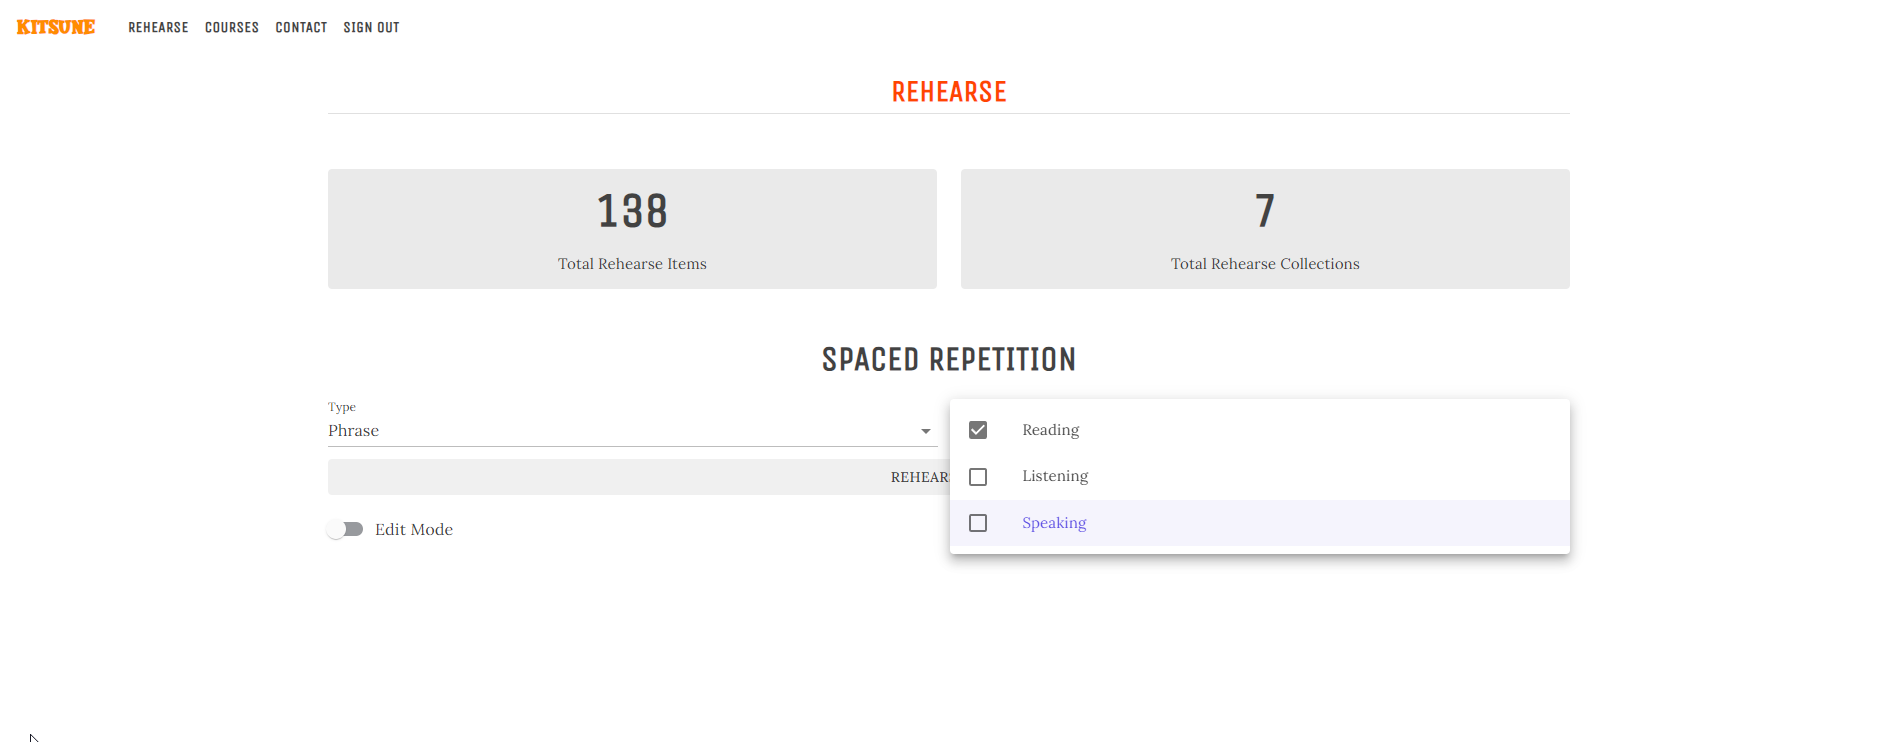 KITSUNE REHEARSE COURSES CONTACT SIGN OUT
REHEARSE
138
Total Rehearse Items
7
Total Rehearse Collections
SPACED REPETITION
Type
Phrase
REHEAR
Edit Mode
Reading
Listening
Speaking